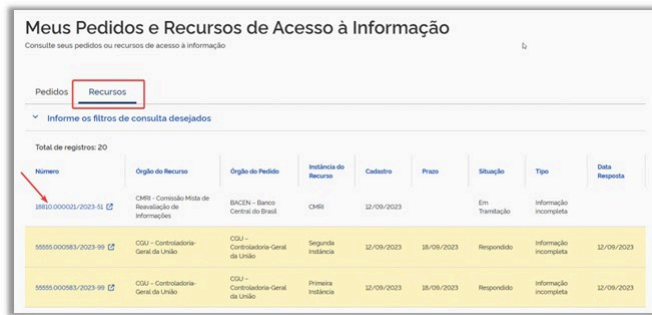 Meus Pedidos e Recursos de Acesso à Informação
Consulte seus pedidos ou recursos de acesso à informação
Pedidos Recursos
Informe os filtros de consulta desejados
Total de registros: 20
Número Órgão do Recurso Órgão do Pedido Instância do Recurso Cadastro Prazo Situação Tipo Data Resposta
18810.000021/2023-51 CMRI - Comissão Mista de Reavaliação de Informações BACEN – Banco Central do Brasil CMRI 12/09/2023 Em Tramitação Informação incompleta
55555.000583/2023-99 CGU – Controladoria-Geral da União CGU – Controladoria-Geral da União Segunda Instância 12/09/2023 18/09/2023 Respondido Informação incompleta 12/09/2023
55555.000583/2023-99 CGU – Controladoria-Geral da União CGU – Controladoria-Geral da União Primeira Instância 12/09/2023 18/09/2023 Respondido Informação incompleta 12/09/2023